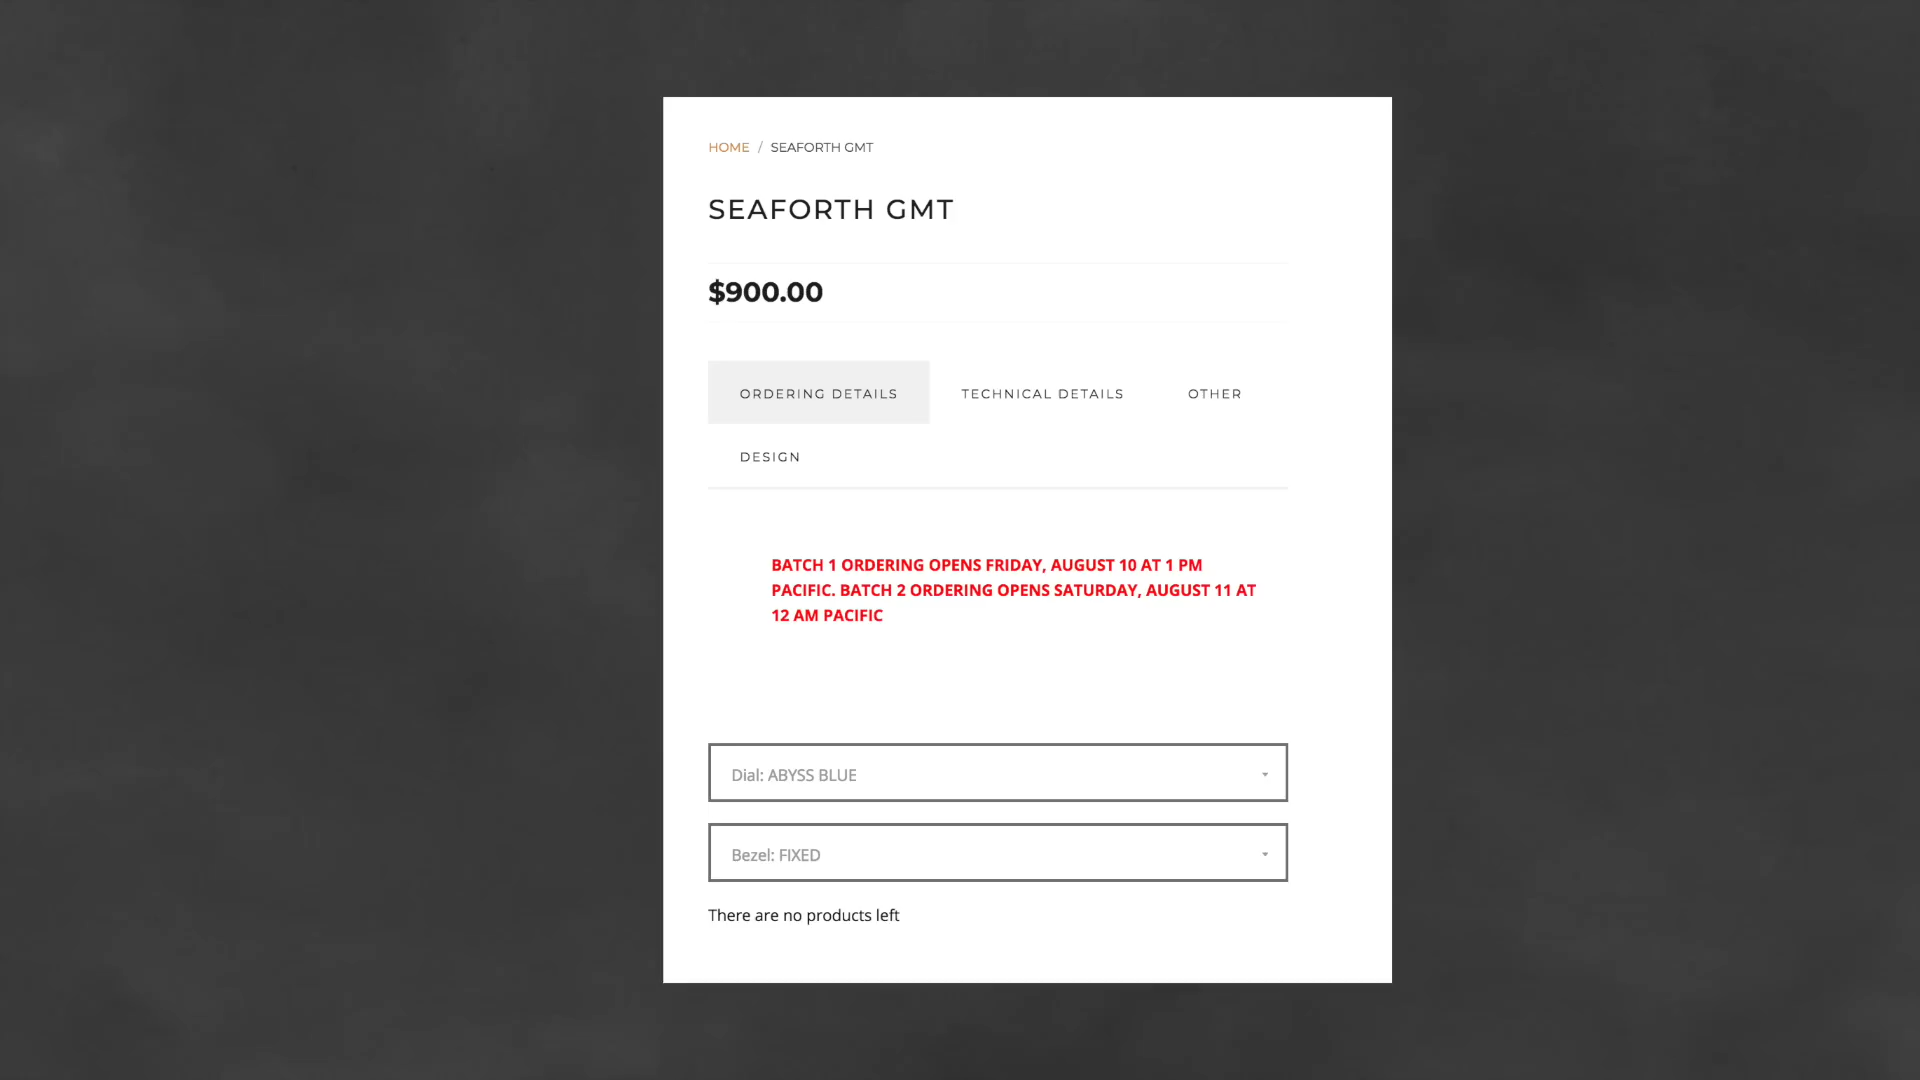 HOME / SEAFORTH GMT
SEAFORTH GMT
$900.00
ORDERING DETAILS TECHNICAL DETAILS OTHER
DESIGN
BATCH 1 ORDERING OPENS FRIDAY, AUGUST 10 AT 1 PM
PACIFIC. BATCH 2 ORDERING OPENS SATURDAY, AUGUST 11 AT
12 AM PACIFIC
Dial: ABYSS BLUE
Bezel: FIXED
There are no products left